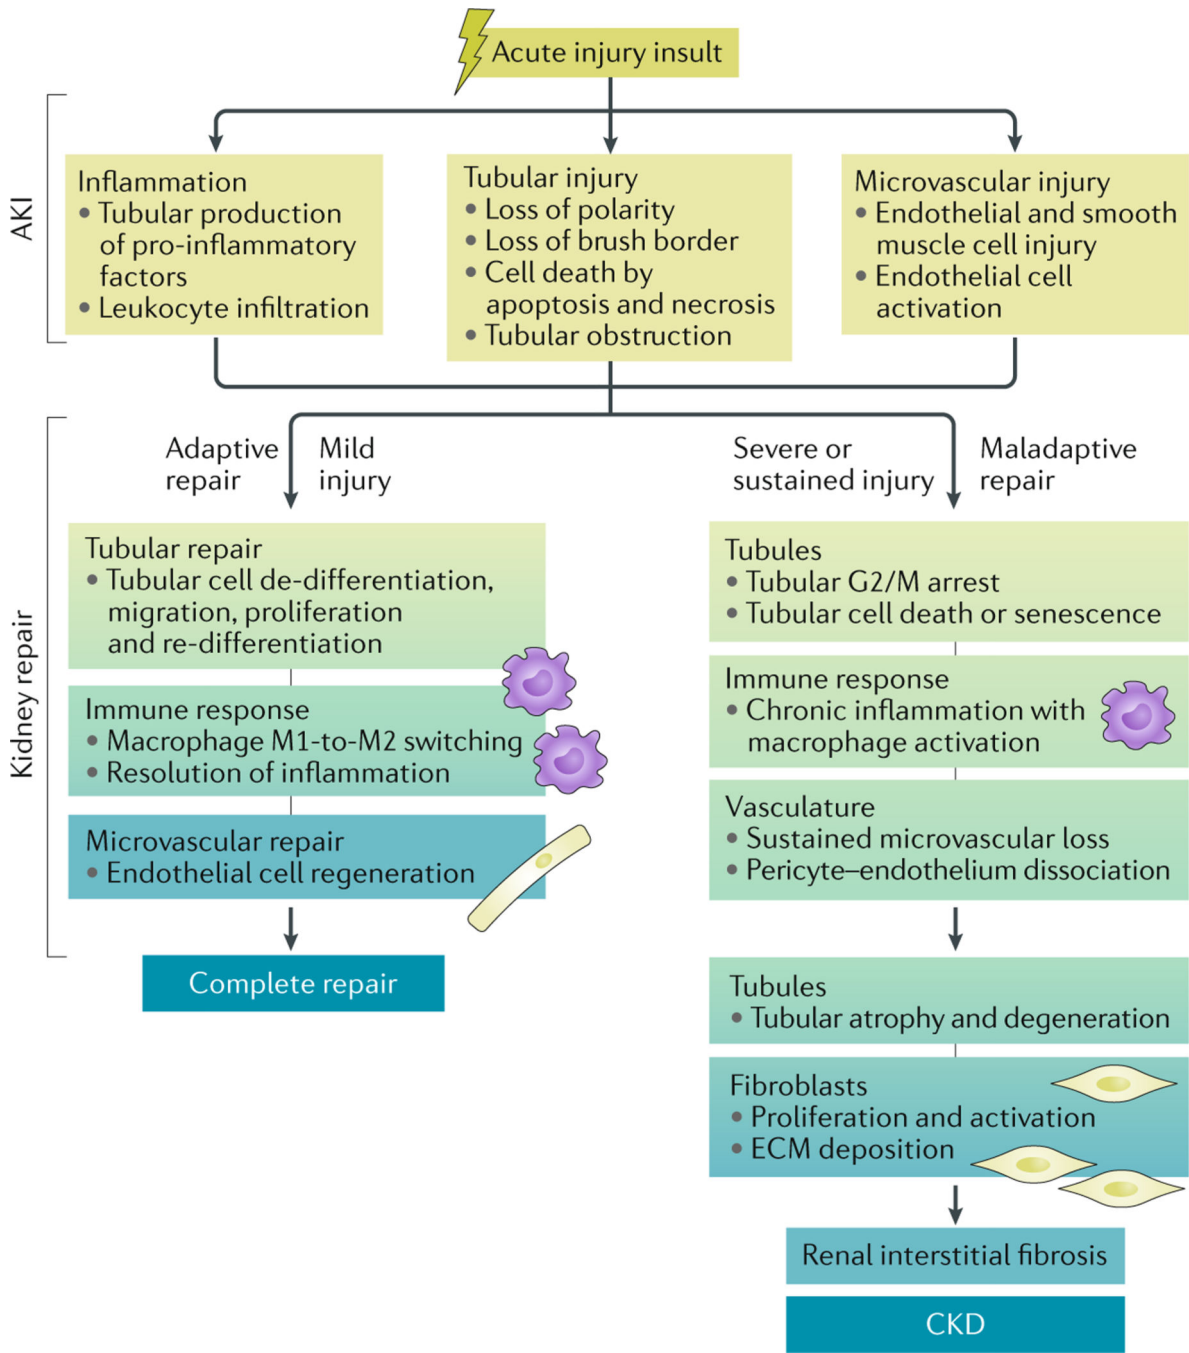 Acute injury insult
AKI
Inflammation
• Tubular production
of pro-inflammatory
factors
• Leukocyte infiltration
Tubular injury
• Loss of polarity
• Loss of brush border
• Cell death by
apoptosis and necrosis
• Tubular obstruction
Microvascular injury
• Endothelial and smooth
muscle cell injury
• Endothelial cell
activation
Kidney repair
Adaptive
repair
Mild
injury
Severe or
sustained injury
Maladaptive
repair
Tubular repair
• Tubular cell de-differentiation,
migration, proliferation
and re-differentiation
Immune response
• Macrophage M1-to-M2 switching
• Resolution of inflammation
Microvascular repair
• Endothelial cell regeneration
Complete repair
Tubules
• Tubular G2/M arrest
• Tubular cell death or senescence
Immune response
• Chronic inflammation with
macrophage activation
Vasculature
• Sustained microvascular loss
• Pericyte–endothelium dissociation
Tubules
• Tubular atrophy and degeneration
Fibroblasts
• Proliferation and activation
• ECM deposition
Renal interstitial fibrosis
CKD